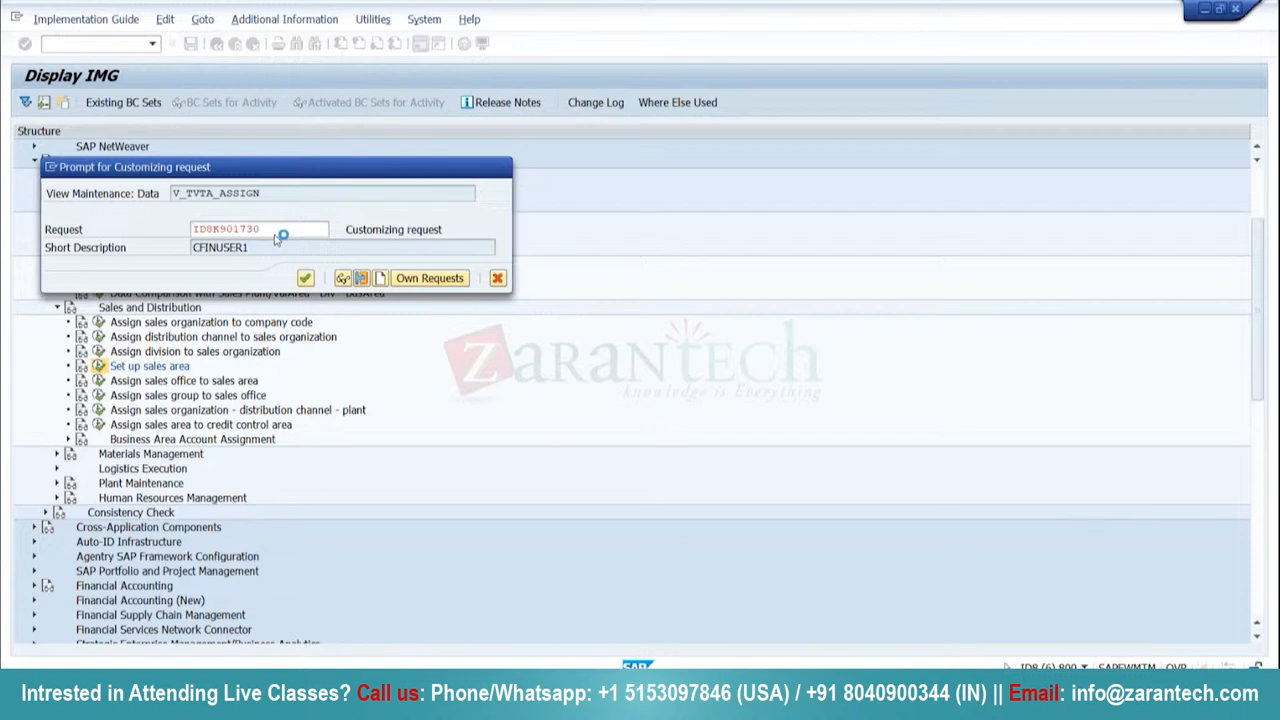 Implementation Guide Edit Goto Additional Information Utilities System Help
Display IMG
Existing BC Sets BC Sets for Activity Activated BC Sets for Activity Release Notes Change Log Where Else Used
Structure
SAP NetWeaver
Prompt for Customizing request
View Maintenance: Data V_TVTA_ASSIGN
Request ID8K901730 Customizing request
Short Description CFINUSER1
Own Requests
Sales and Distribution
Assign sales organization to company code
Assign distribution channel to sales organization
Assign division to sales organization
Set up sales area
Assign sales office to sales area
Assign sales group to sales office
Assign sales organization - distribution channel - plant
Assign sales area to credit control area
Business Area Account Assignment
Materials Management
Logistics Execution
Plant Maintenance
Human Resources Management
Consistency Check
Cross-Application Components
Auto-ID Infrastructure
Agentry SAP Framework Configuration
SAP Portfolio and Project Management
Financial Accounting
Financial Accounting (New)
Financial Supply Chain Management
Financial Services Network Connector
ZARANTECH
knowledge is Everything
SAP
ID8 (6) 800 SAPEWMTM OVR
Intrested in Attending Live Classes? Call us: Phone/Whatsapp: +1 5153097846 (USA) / +91 8040900344 (IN) || Email: info@zarantech.com